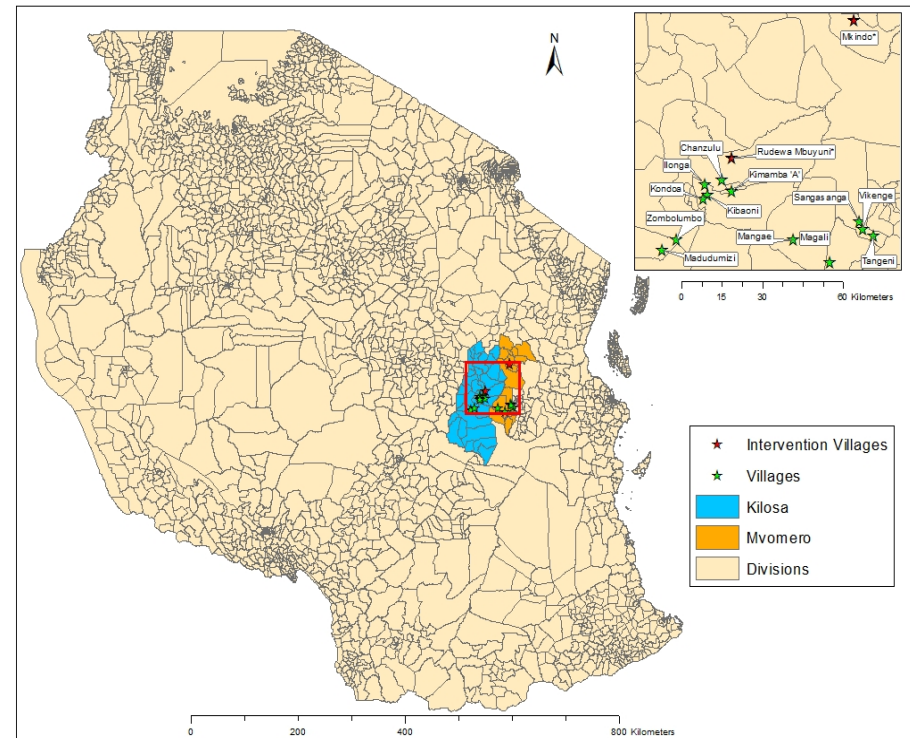 N
Mkindo*
Chanzulu
Rudewa Mbuyuni*
Ilonga
Kimamba 'A'
Vikenge
Kondoa
Sangasanga
Kibaoni
Zombolumbo
Mangae
Magali
Madudumizi
Tangeni
0 15 30 60 Kilometers
Intervention Villages
Villages
Kilosa
Mvomero
Divisions
0 200 400 800 Kilometers